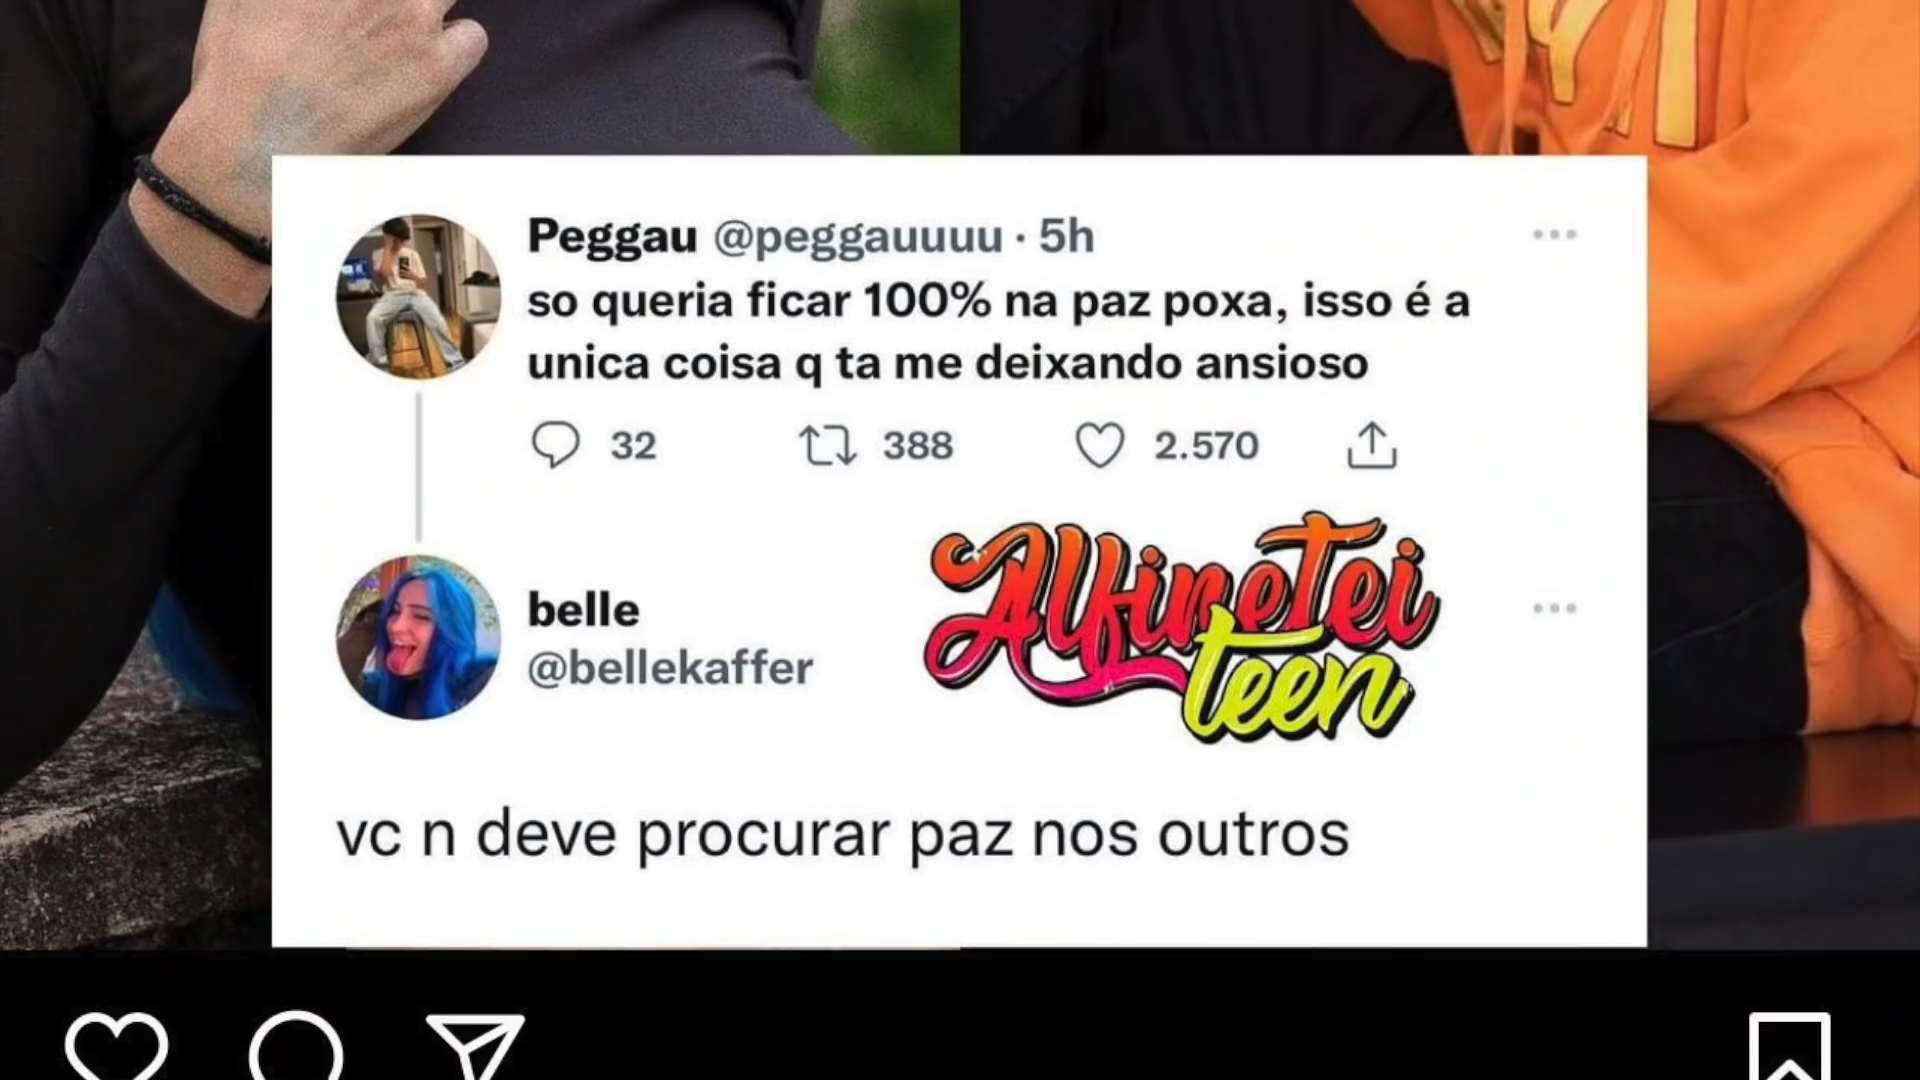 Peggau @peggauuuu · 5h
so queria ficar 100% na paz poxa, isso é a
unica coisa q ta me deixando ansioso
32 388 2.570
belle
@bellekaffer
Alfinetei
teen
vc n deve procurar paz nos outros